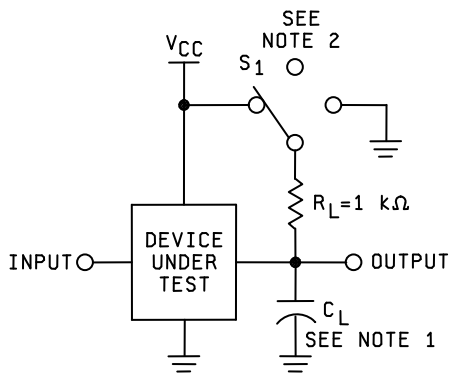 SEE
NOTE 2
VCC
S1
RL=1 kΩ
INPUT
DEVICE
UNDER
TEST
OUTPUT
CL
SEE NOTE 1